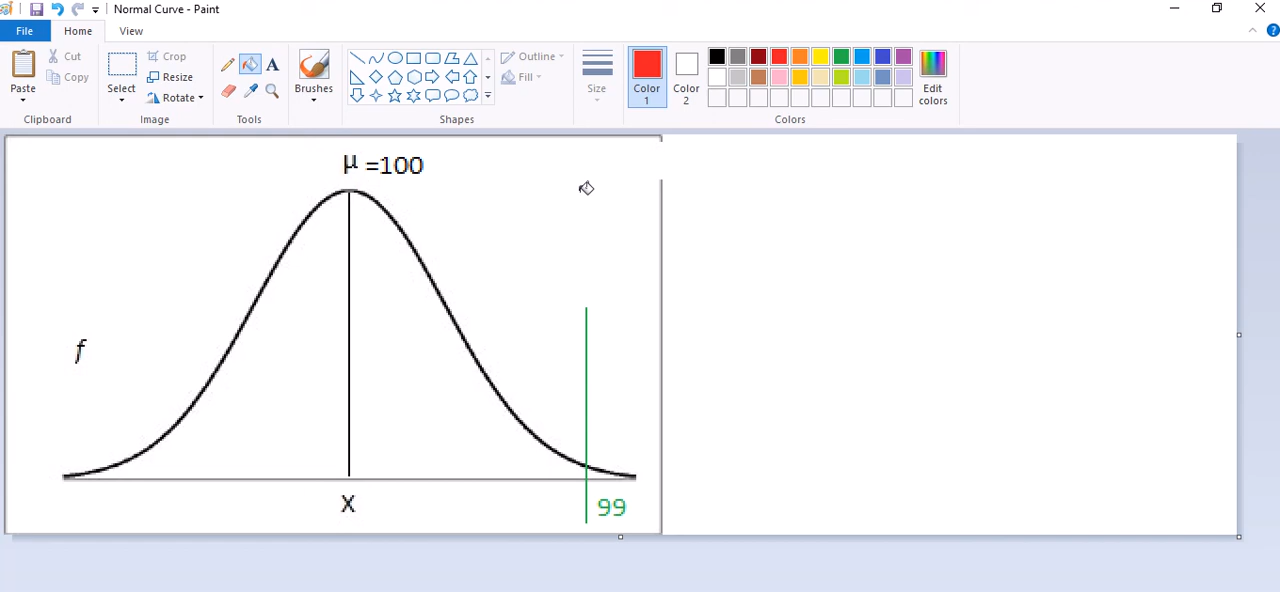 Normal Curve - Paint
File Home View
Paste
Cut
Copy
Clipboard
Select
Crop
Resize
Rotate
Image
A
Tools
Brushes
Shapes
Outline
Fill
Size
Color 1
Color 2
Edit colors
Colors
?
μ =100
f
X
99